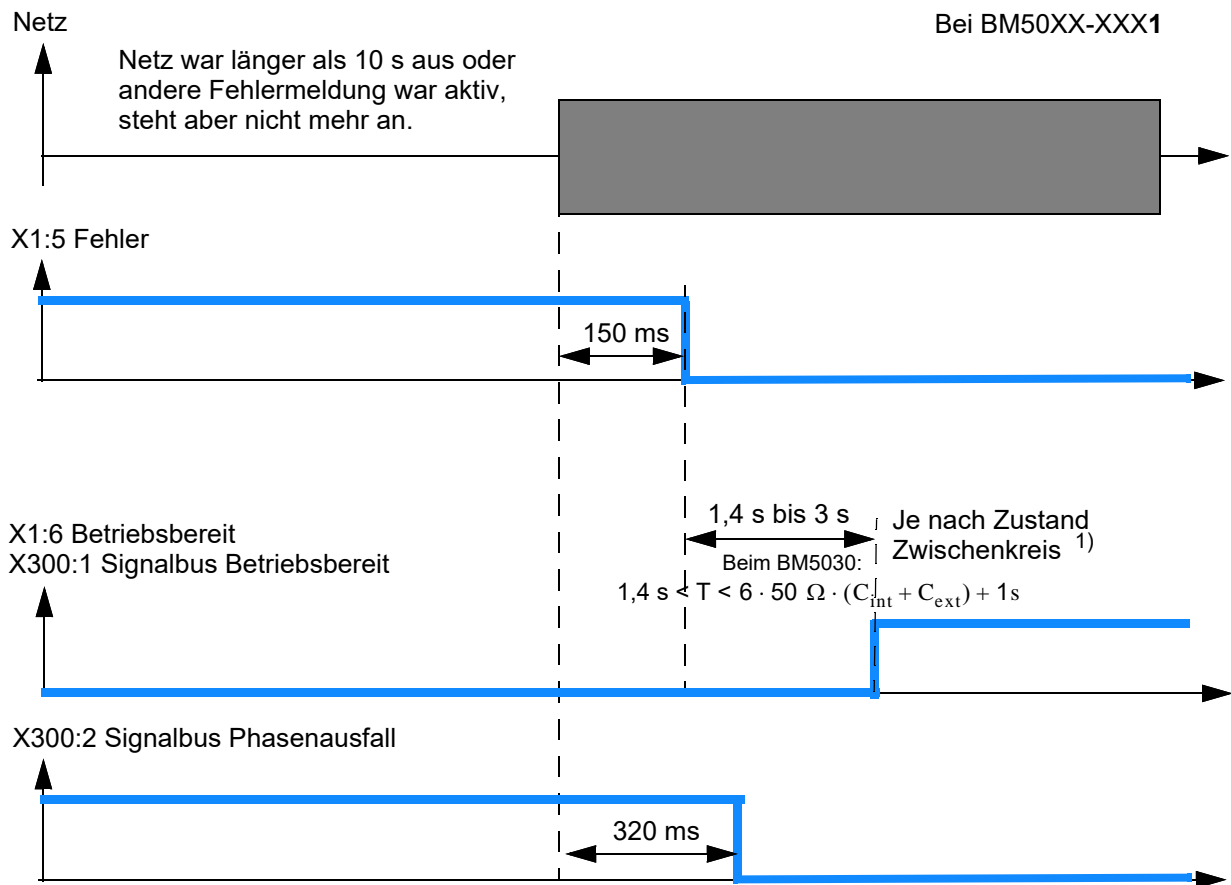 Netz
Bei BM50XX-XXX1
Netz war länger als 10 s aus oder
andere Fehlermeldung war aktiv,
steht aber nicht mehr an.
X1:5 Fehler
150 ms
1,4 s bis 3 s
Je nach Zustand
Zwischenkreis 1)
X1:6 Betriebsbereit
X300:1 Signalbus Betriebsbereit
Beim BM5030:
1,4 s < T < 6 · 50 Ω · (Cint + Cext) + 1s
X300:2 Signalbus Phasenausfall
320 ms